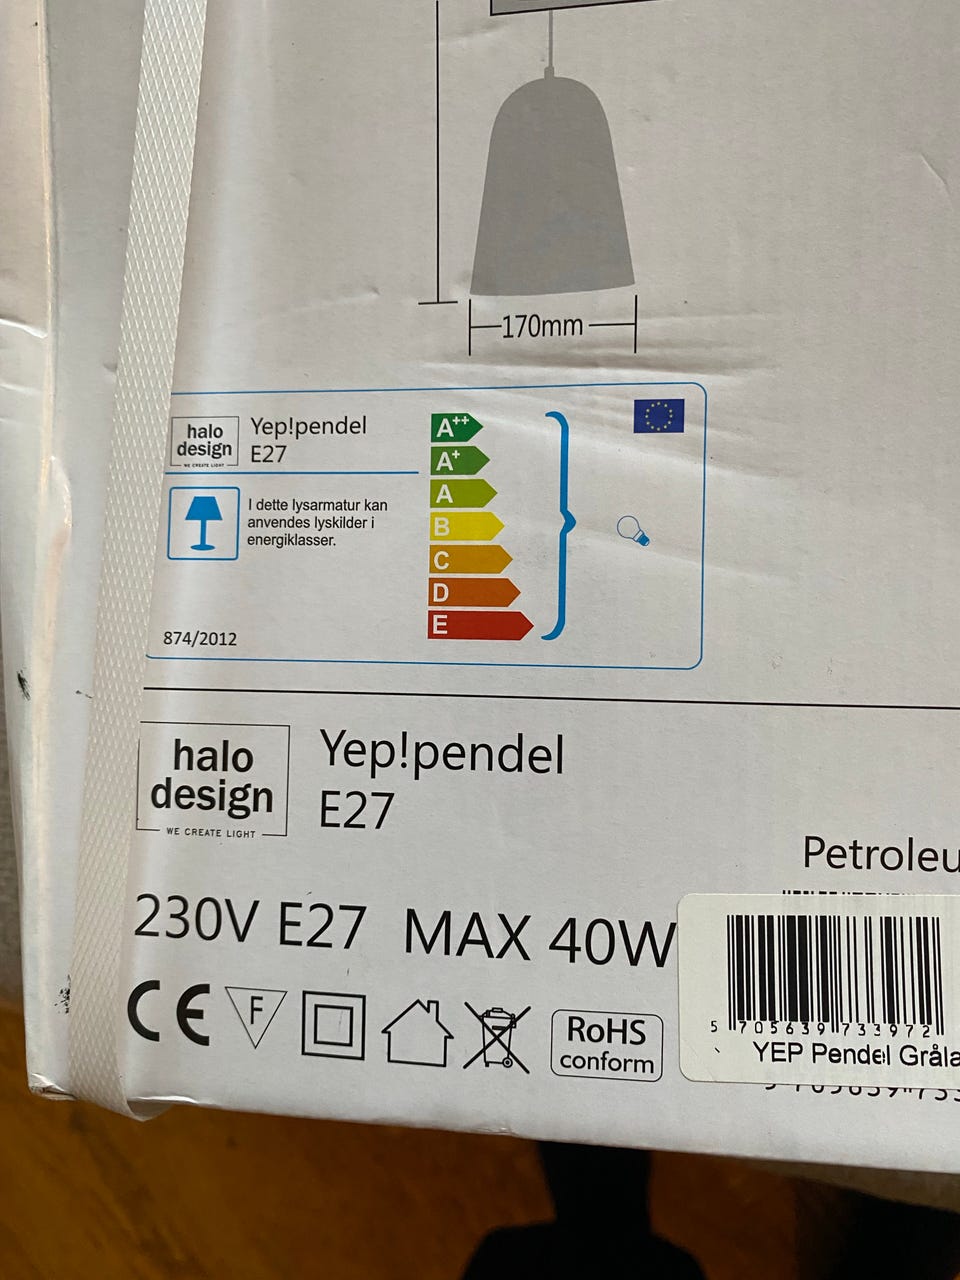 170mm
halo
design
WE CREATE LIGHT
Yep!pendel
E27
I dette lysarmatur kan
anvendes lyskilder i
energiklasser.
A++
A+
A
B
C
D
E
874/2012
halo
design
WE CREATE LIGHT
Yep!pendel
E27
Petroleu
230V E27 MAX 40W
CE F
RoHS
conform
5 705639 733972
YEP Pendel Gråla